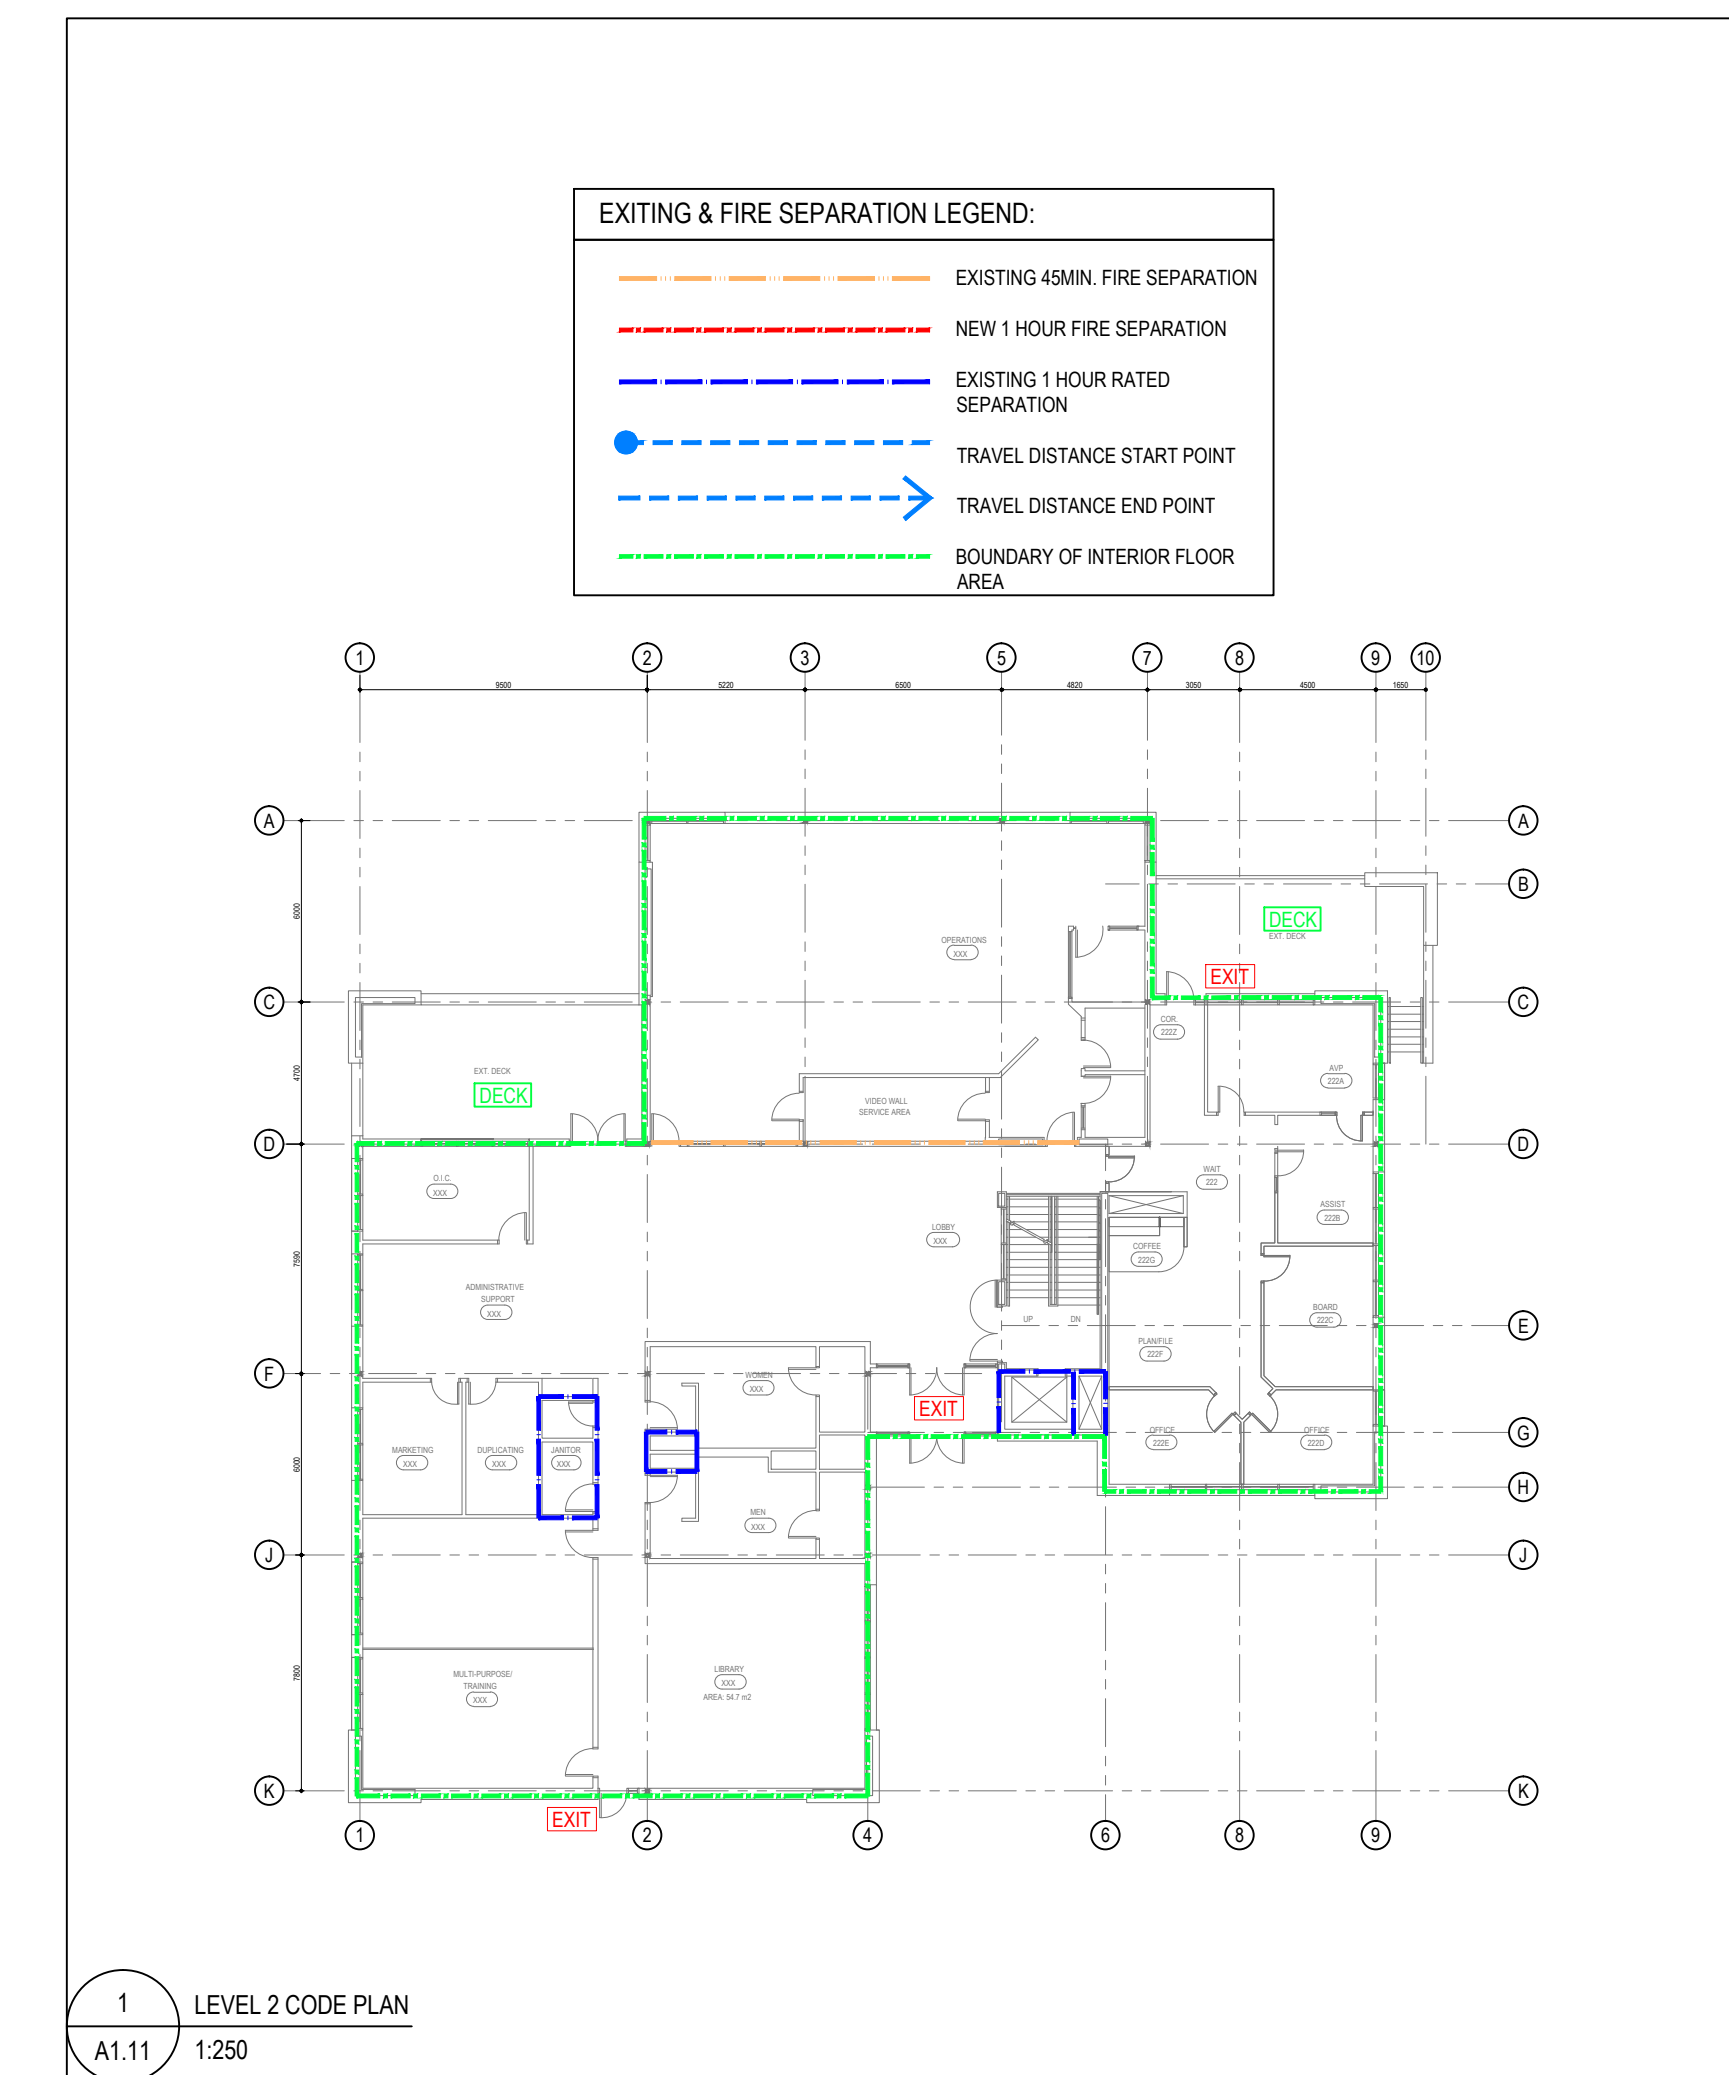 EXITING & FIRE SEPARATION LEGEND:
EXISTING 45MIN. FIRE SEPARATION
NEW 1 HOUR FIRE SEPARATION
EXISTING 1 HOUR RATED
SEPARATION
TRAVEL DISTANCE START POINT
TRAVEL DISTANCE END POINT
BOUNDARY OF INTERIOR FLOOR
AREA
1 2 3 5 7 8 9 10
9500 5220 6500 4820 3050 4500 1650
A A
B
6000
DECK
EXT. DECK
OPERATIONS
XXX
EXIT
C C
COR.
222Z
4700
EXT. DECK
DECK
AVP
222A
VIDEO WALL
SERVICE AREA
D D
O.I.C.
XXX
WAIT
222
ASSIST
222B
LOBBY
XXX
COFFEE
222G
7590
ADMINISTRATIVE
SUPPORT
XXX
BOARD
222C
UP DN
E
PLAN/FILE
222F
F
WOMEN
XXX
EXIT
OFFICE
222E
OFFICE
222D
G
MARKETING
XXX
DUPLICATING
XXX
JANITOR
XXX
6000
H
MEN
XXX
J J
MULTI-PURPOSE/
TRAINING
XXX
LIBRARY
XXX
AREA: 54.7 m2
7800
K K
EXIT
1 2 4 6 8 9
1
LEVEL 2 CODE PLAN
A1.11
1:250